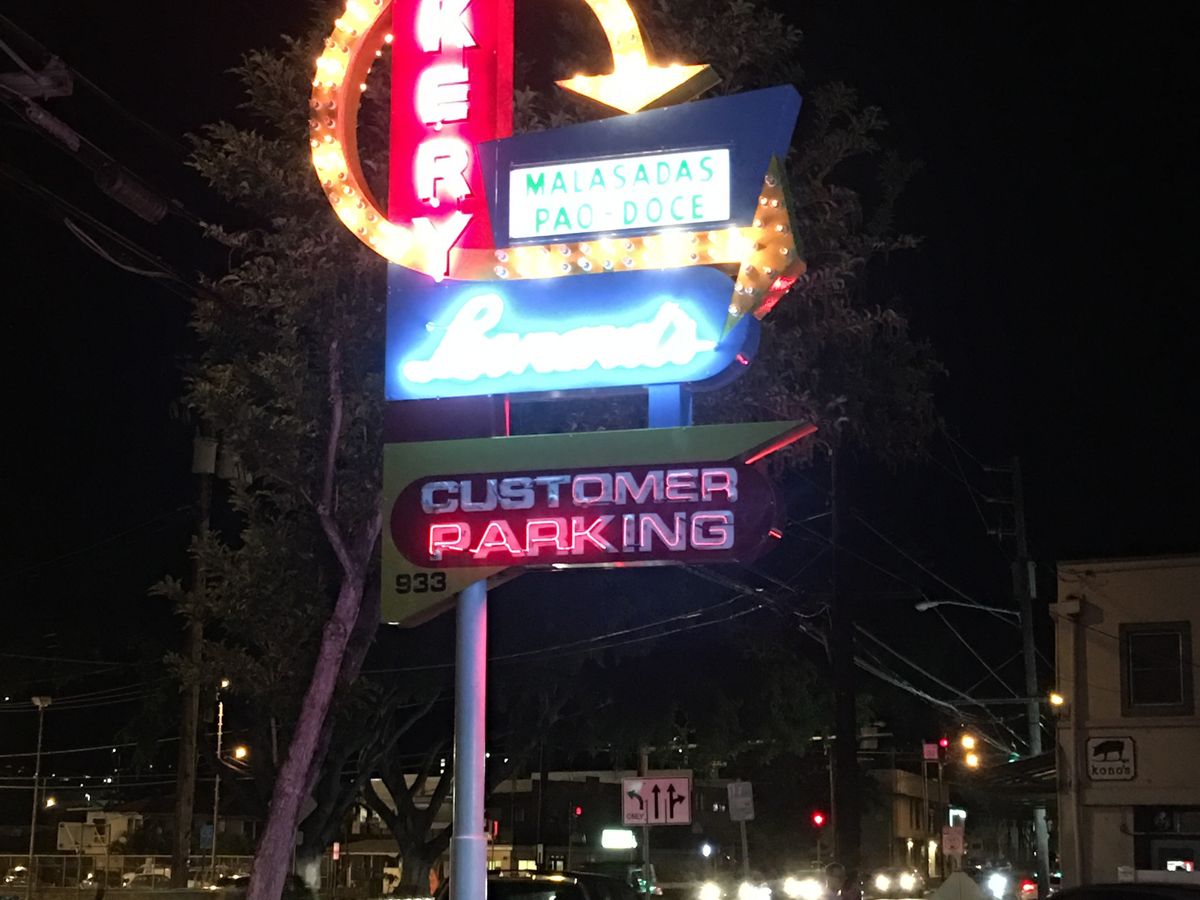 KERY
MALASADAS
PAO-DOCE
Leonard's
CUSTOMER
PARKING
933
kono's
ONLY